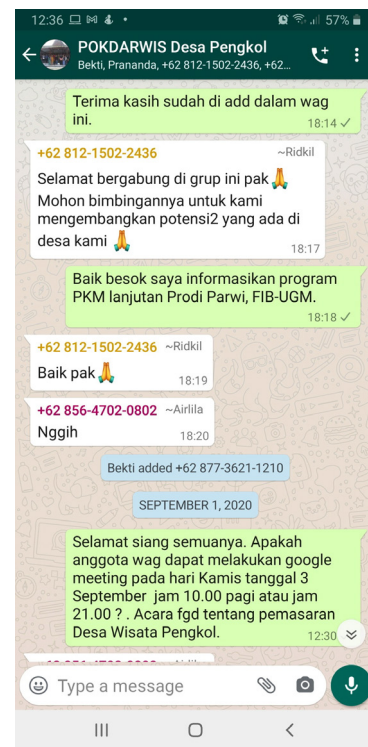 12:36
57%
POKDARWIS Desa Pengkol
Bekti, Prananda, +62 812-1502-2436, +62...
Terima kasih sudah di add dalam wag
ini.
18:14
+62 812-1502-2436 ~Ridkil
Selamat bergabung di grup ini pak
Mohon bimbingannya untuk kami
mengembangkan potensi2 yang ada di
desa kami
18:17
Baik besok saya informasikan program
PKM lanjutan Prodi Parwi, FIB-UGM.
18:18
+62 812-1502-2436 ~Ridkil
Baik pak
18:19
+62 856-4702-0802 ~Airlila
Nggih
18:20
Bekti added +62 877-3621-1210
SEPTEMBER 1, 2020
Selamat siang semuanya. Apakah
anggota wag dapat melakukan google
meeting pada hari Kamis tanggal 3
September jam 10.00 pagi atau jam
21.00 ? . Acara fgd tentang pemasaran
Desa Wisata Pengkol.
12:30
Type a message